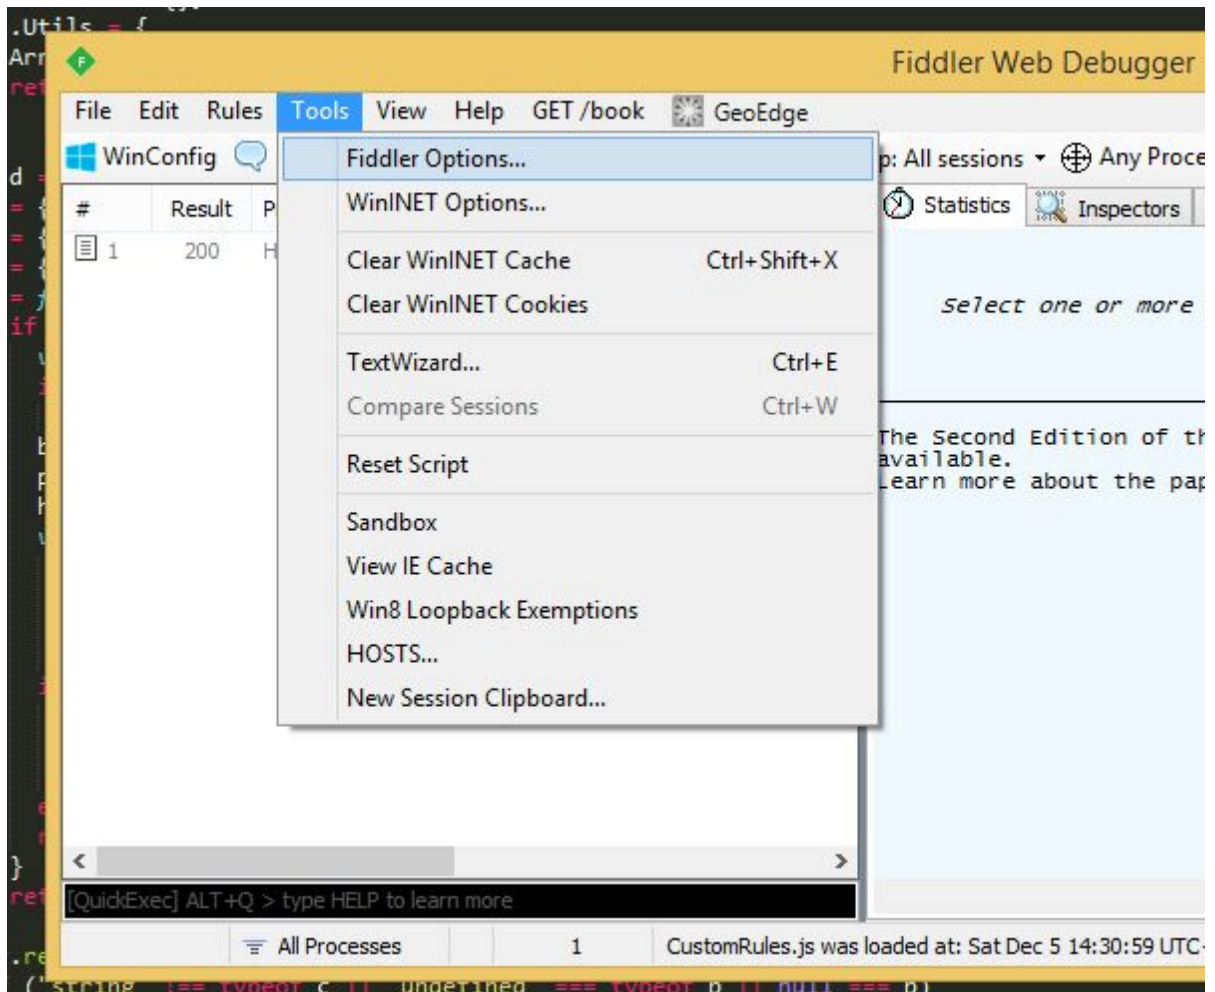 .Utils = {
Fiddler Web Debugger
File Edit Rules Tools View Help GET /book GeoEdge
WinConfig
p: All sessions Any Proce
# Result P
1 200 H
Fiddler Options...
WinINET Options...
Clear WinINET Cache Ctrl+Shift+X
Clear WinINET Cookies
TextWizard... Ctrl+E
Compare Sessions Ctrl+W
Reset Script
Sandbox
View IE Cache
Win8 Loopback Exemptions
HOSTS...
New Session Clipboard...
Statistics Inspectors
Select one or more
The Second Edition of th
available.
Learn more about the pap
[QuickExec] ALT+Q > type HELP to learn more
All Processes 1 CustomRules.js was loaded at: Sat Dec 5 14:30:59 UTC-